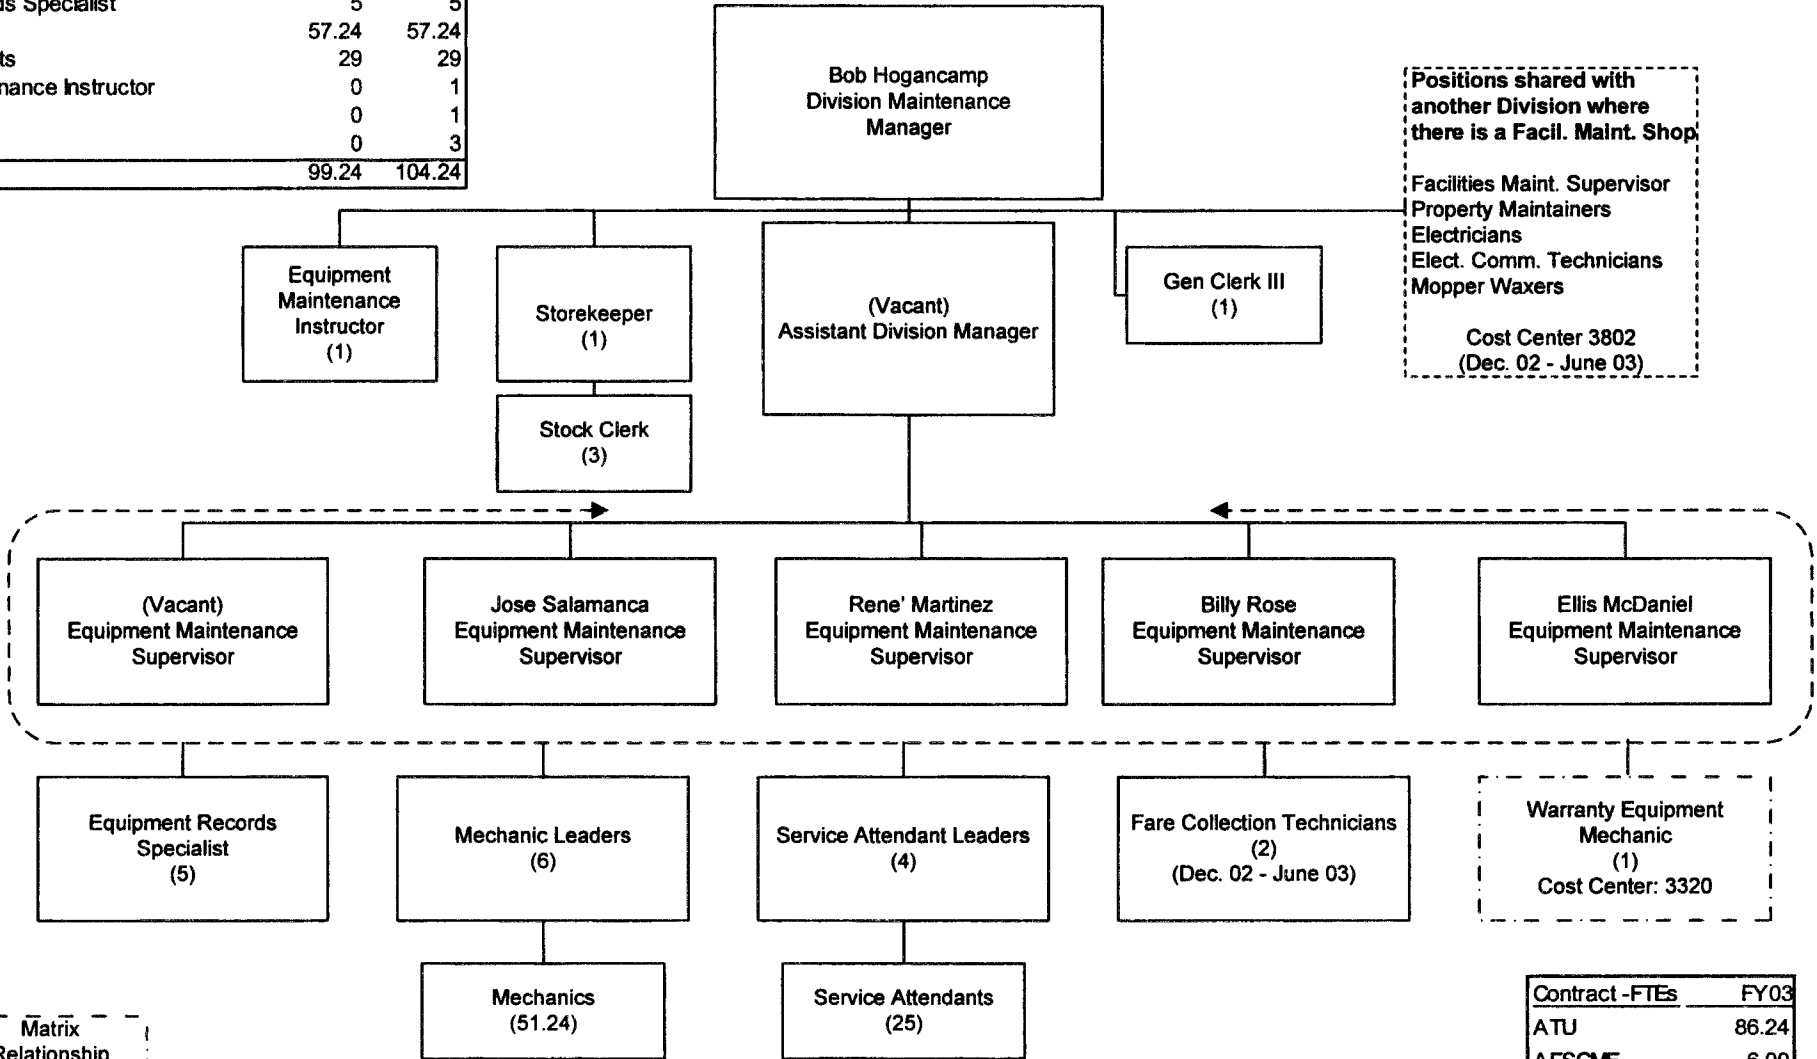 Specialist 5 5
57.24 57.24
29 29
Instructor 0 1
0 1
0 3
99.24 104.24
Bob Hogancamp
Division Maintenance
Manager
Positions shared with
another Division where
there is a Facil. Maint. Shop
Facilities Maint. Supervisor
Property Maintainers
Electricians
Elect. Comm. Technicians
Mopper Waxers
Cost Center 3802
(Dec. 02 - June 03)
Equipment
Maintenance
Instructor
(1)
Storekeeper
(1)
(Vacant)
Assistant Division Manager
Gen Clerk III
(1)
Stock Clerk
(3)
(Vacant)
Equipment Maintenance
Supervisor
Jose Salamanca
Equipment Maintenance
Supervisor
Rene' Martinez
Equipment Maintenance
Supervisor
Billy Rose
Equipment Maintenance
Supervisor
Ellis McDaniel
Equipment Maintenance
Supervisor
Equipment Records
Specialist
(5)
Mechanic Leaders
(6)
Service Attendant Leaders
(4)
Fare Collection Technicians
(2)
(Dec. 02 - June 03)
Warranty Equipment
Mechanic
(1)
Cost Center: 3320
Mechanics
(51.24)
Service Attendants
(25)
Matrix
Relationship
Contract -FTEs FY03
ATU 86.24
AFSCME 6.00